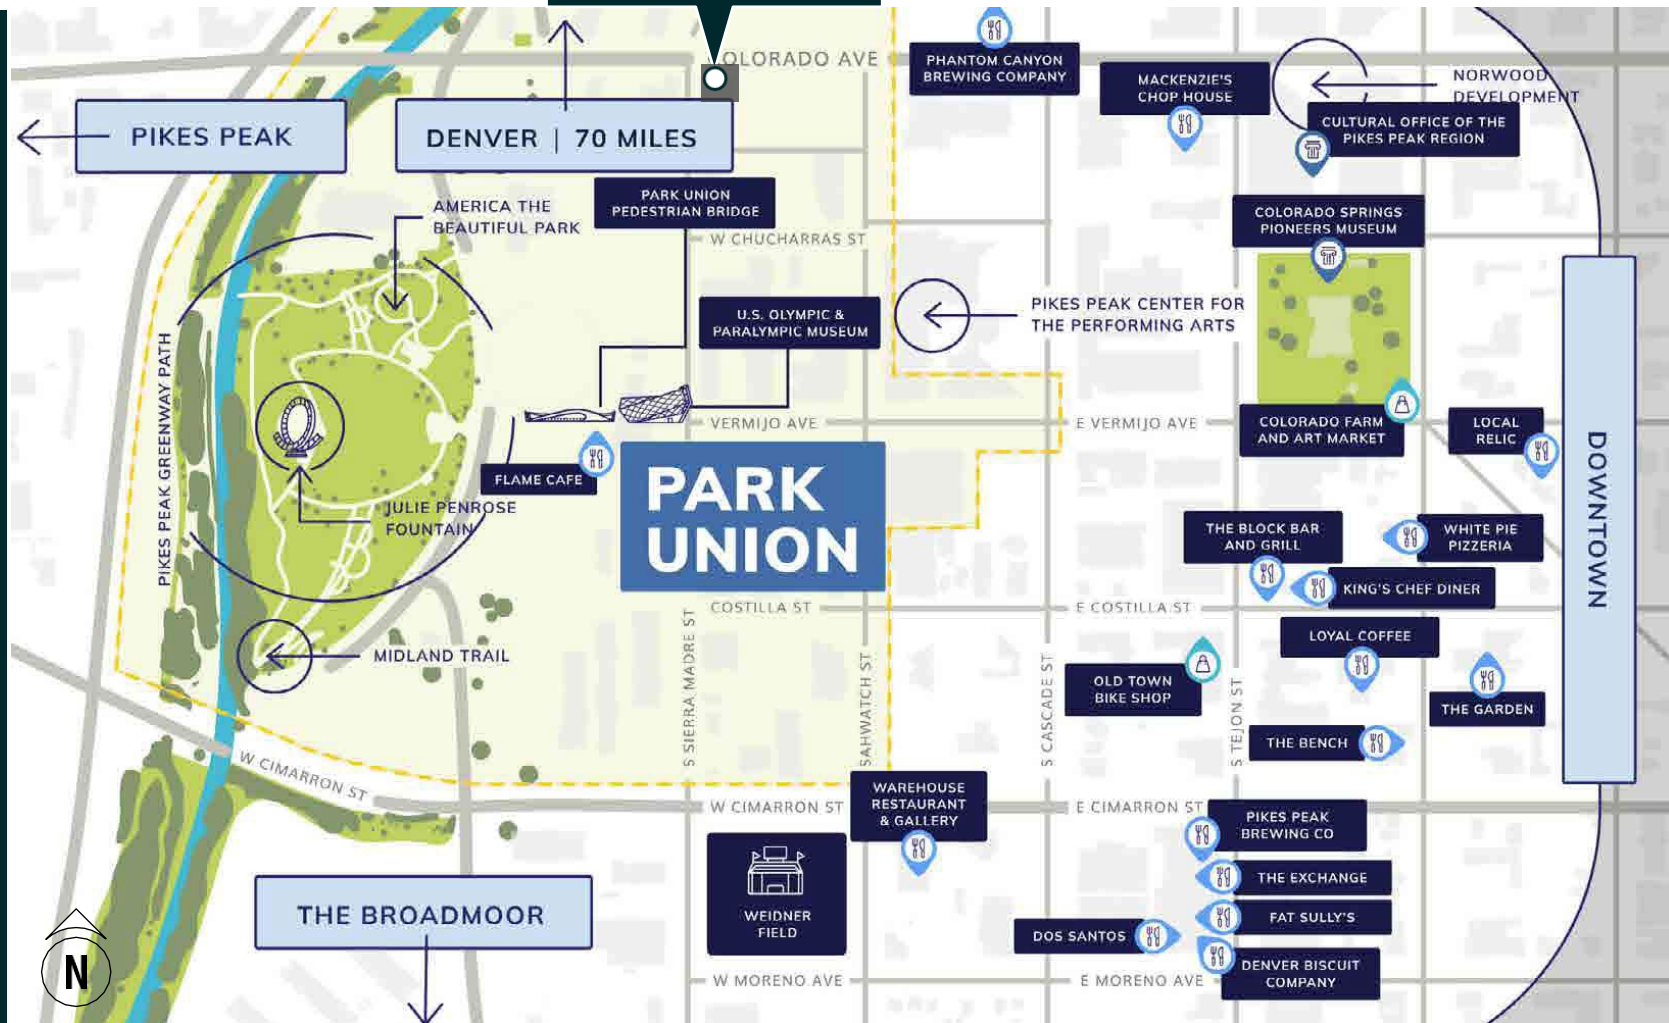 OLORADO AVE
PHANTOM CANYON
BREWING COMPANY
MACKENZIE'S
CHOP HOUSE
NORWOOD
DEVELOPMENT
CULTURAL OFFICE OF THE
PIKES PEAK REGION
PIKES PEAK
DENVER | 70 MILES
AMERICA THE
BEAUTIFUL PARK
PARK UNION
PEDESTRIAN BRIDGE
W CHUCHARRAS ST
COLORADO SPRINGS
PIONEERS MUSEUM
U.S. OLYMPIC &
PARALYMPIC MUSEUM
PIKES PEAK CENTER FOR
THE PERFORMING ARTS
PIKES PEAK GREENWAY PATH
VERMIJO AVE
E VERMIJO AVE
COLORADO FARM
AND ART MARKET
LOCAL
RELIC
FLAME CAFE
PARK
UNION
JULIE PENROSE
FOUNTAIN
THE BLOCK BAR
AND GRILL
WHITE PIE
PIZZERIA
DOWNTOWN
KING'S CHEF DINER
COSTILLA ST
E COSTILLA ST
LOYAL COFFEE
MIDLAND TRAIL
S SIERRA MADRE ST
SAHWATCH ST
S CASCADE ST
S TEJON ST
OLD TOWN
BIKE SHOP
THE GARDEN
THE BENCH
W CIMARRON ST
W CIMARRON ST
WAREHOUSE
RESTAURANT
& GALLERY
E CIMARRON ST
PIKES PEAK
BREWING CO
THE EXCHANGE
THE BROADMOOR
WEIDNER
FIELD
FAT SULLY'S
DOS SANTOS
DENVER BISCUIT
COMPANY
N
W MORENO AVE
E MORENO AVE